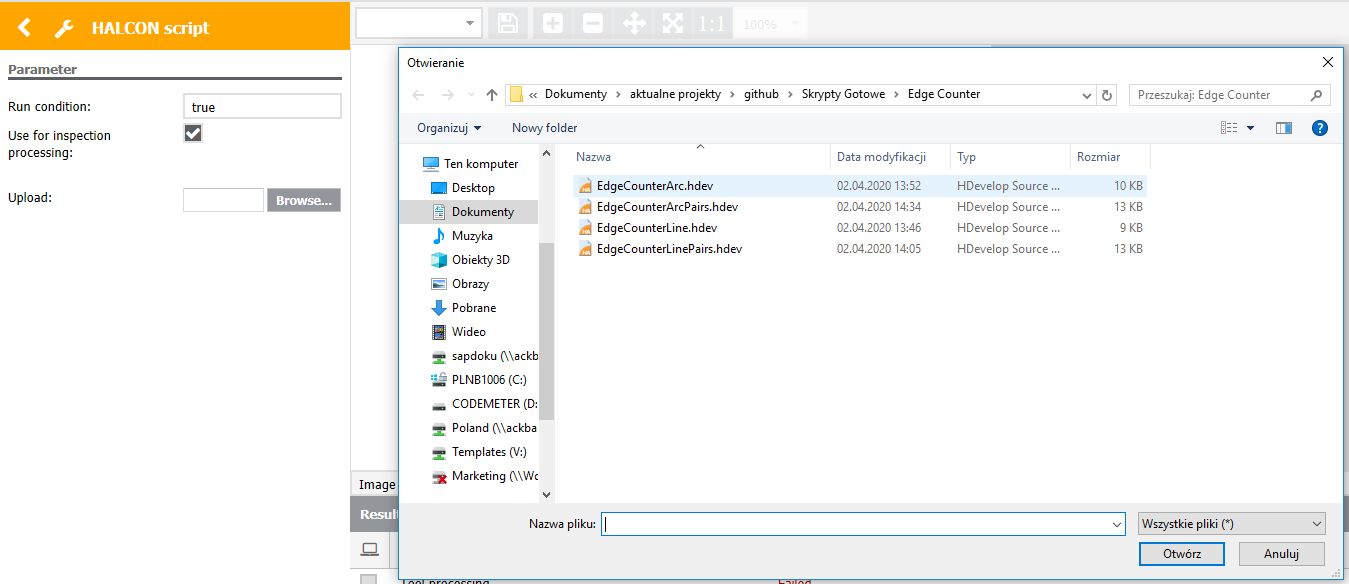 HALCON script
Parameter
Run condition:
true
Use for inspection
processing:
Upload:
Browse...
1:1
100%
Otwieranie
« Dokumenty > aktualne projekty > github > Skrypty Gotowe > Edge Counter
Przeszukaj: Edge Counter
Organizuj
Nowy folder
Ten komputer
Desktop
Dokumenty
Muzyka
Obiekty 3D
Obrazy
Pobrane
Wideo
sapdoku (\\ackb
PLNB1006 (C:)
CODEMETER (D:
Poland (\\ackba
Templates (V:)
Marketing (\\Wc
Nazwa Data modyfikacji Typ Rozmiar
EdgeCounterArc.hdev 02.04.2020 13:52 HDevelop Source ... 10 KB
EdgeCounterArcPairs.hdev 02.04.2020 14:34 HDevelop Source ... 13 KB
EdgeCounterLine.hdev 02.04.2020 13:46 HDevelop Source ... 9 KB
EdgeCounterLinePairs.hdev 02.04.2020 14:05 HDevelop Source ... 13 KB
Image
Result
Nazwa pliku:
Wszystkie pliki (*)
Otwórz
Anuluj
Tool processing
Failed